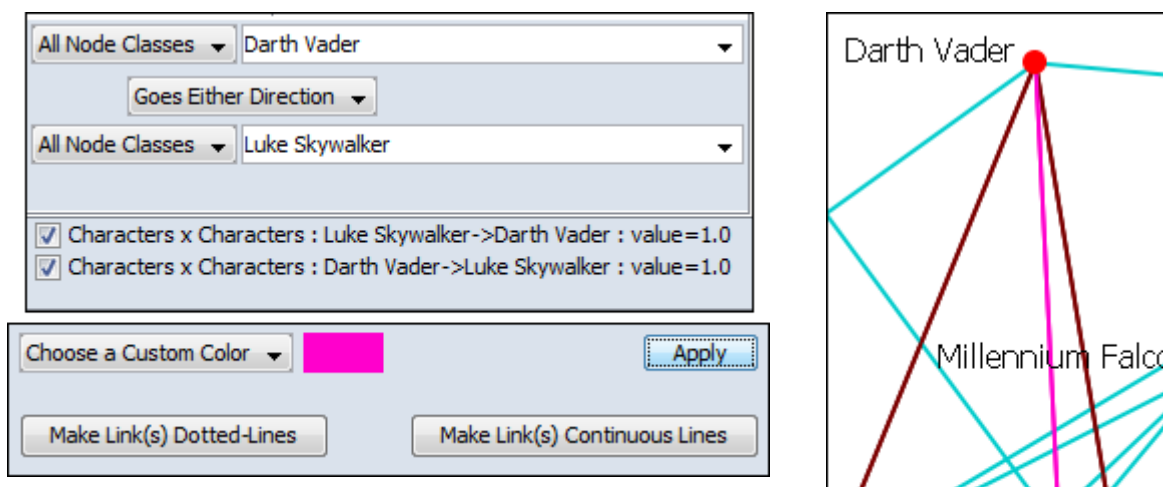 All Node Classes Darth Vader
Goes Either Direction
All Node Classes Luke Skywalker
Characters x Characters : Luke Skywalker->Darth Vader : value=1.0
Characters x Characters : Darth Vader->Luke Skywalker : value=1.0
Choose a Custom Color Apply
Make Link(s) Dotted-Lines Make Link(s) Continuous Lines
Darth Vader
Millennium Falco